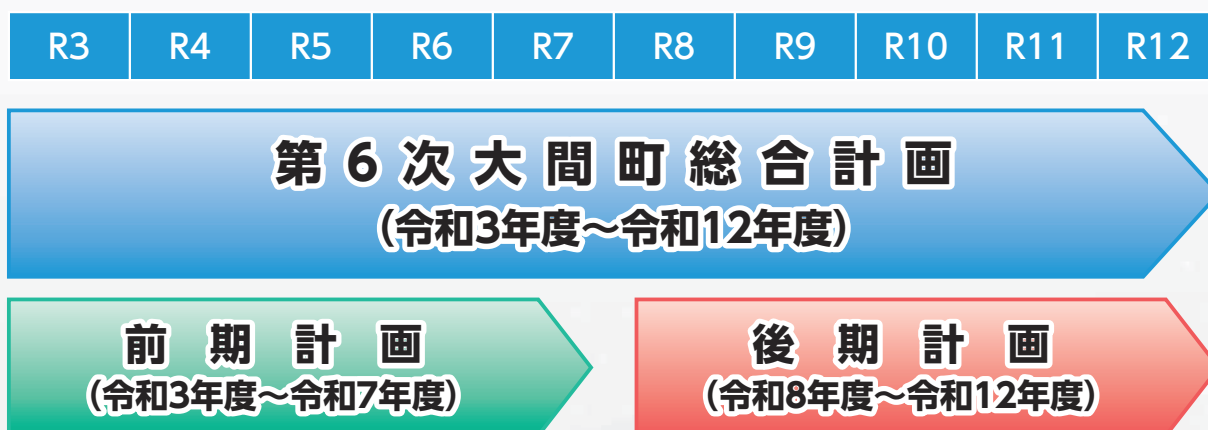 R3 R4 R5 R6 R7 R8 R9 R10 R11 R12
第6次大間町総合計画
(令和3年度～令和12年度)
前期計画
(令和3年度～令和7年度)
後期計画
(令和8年度～令和12年度)